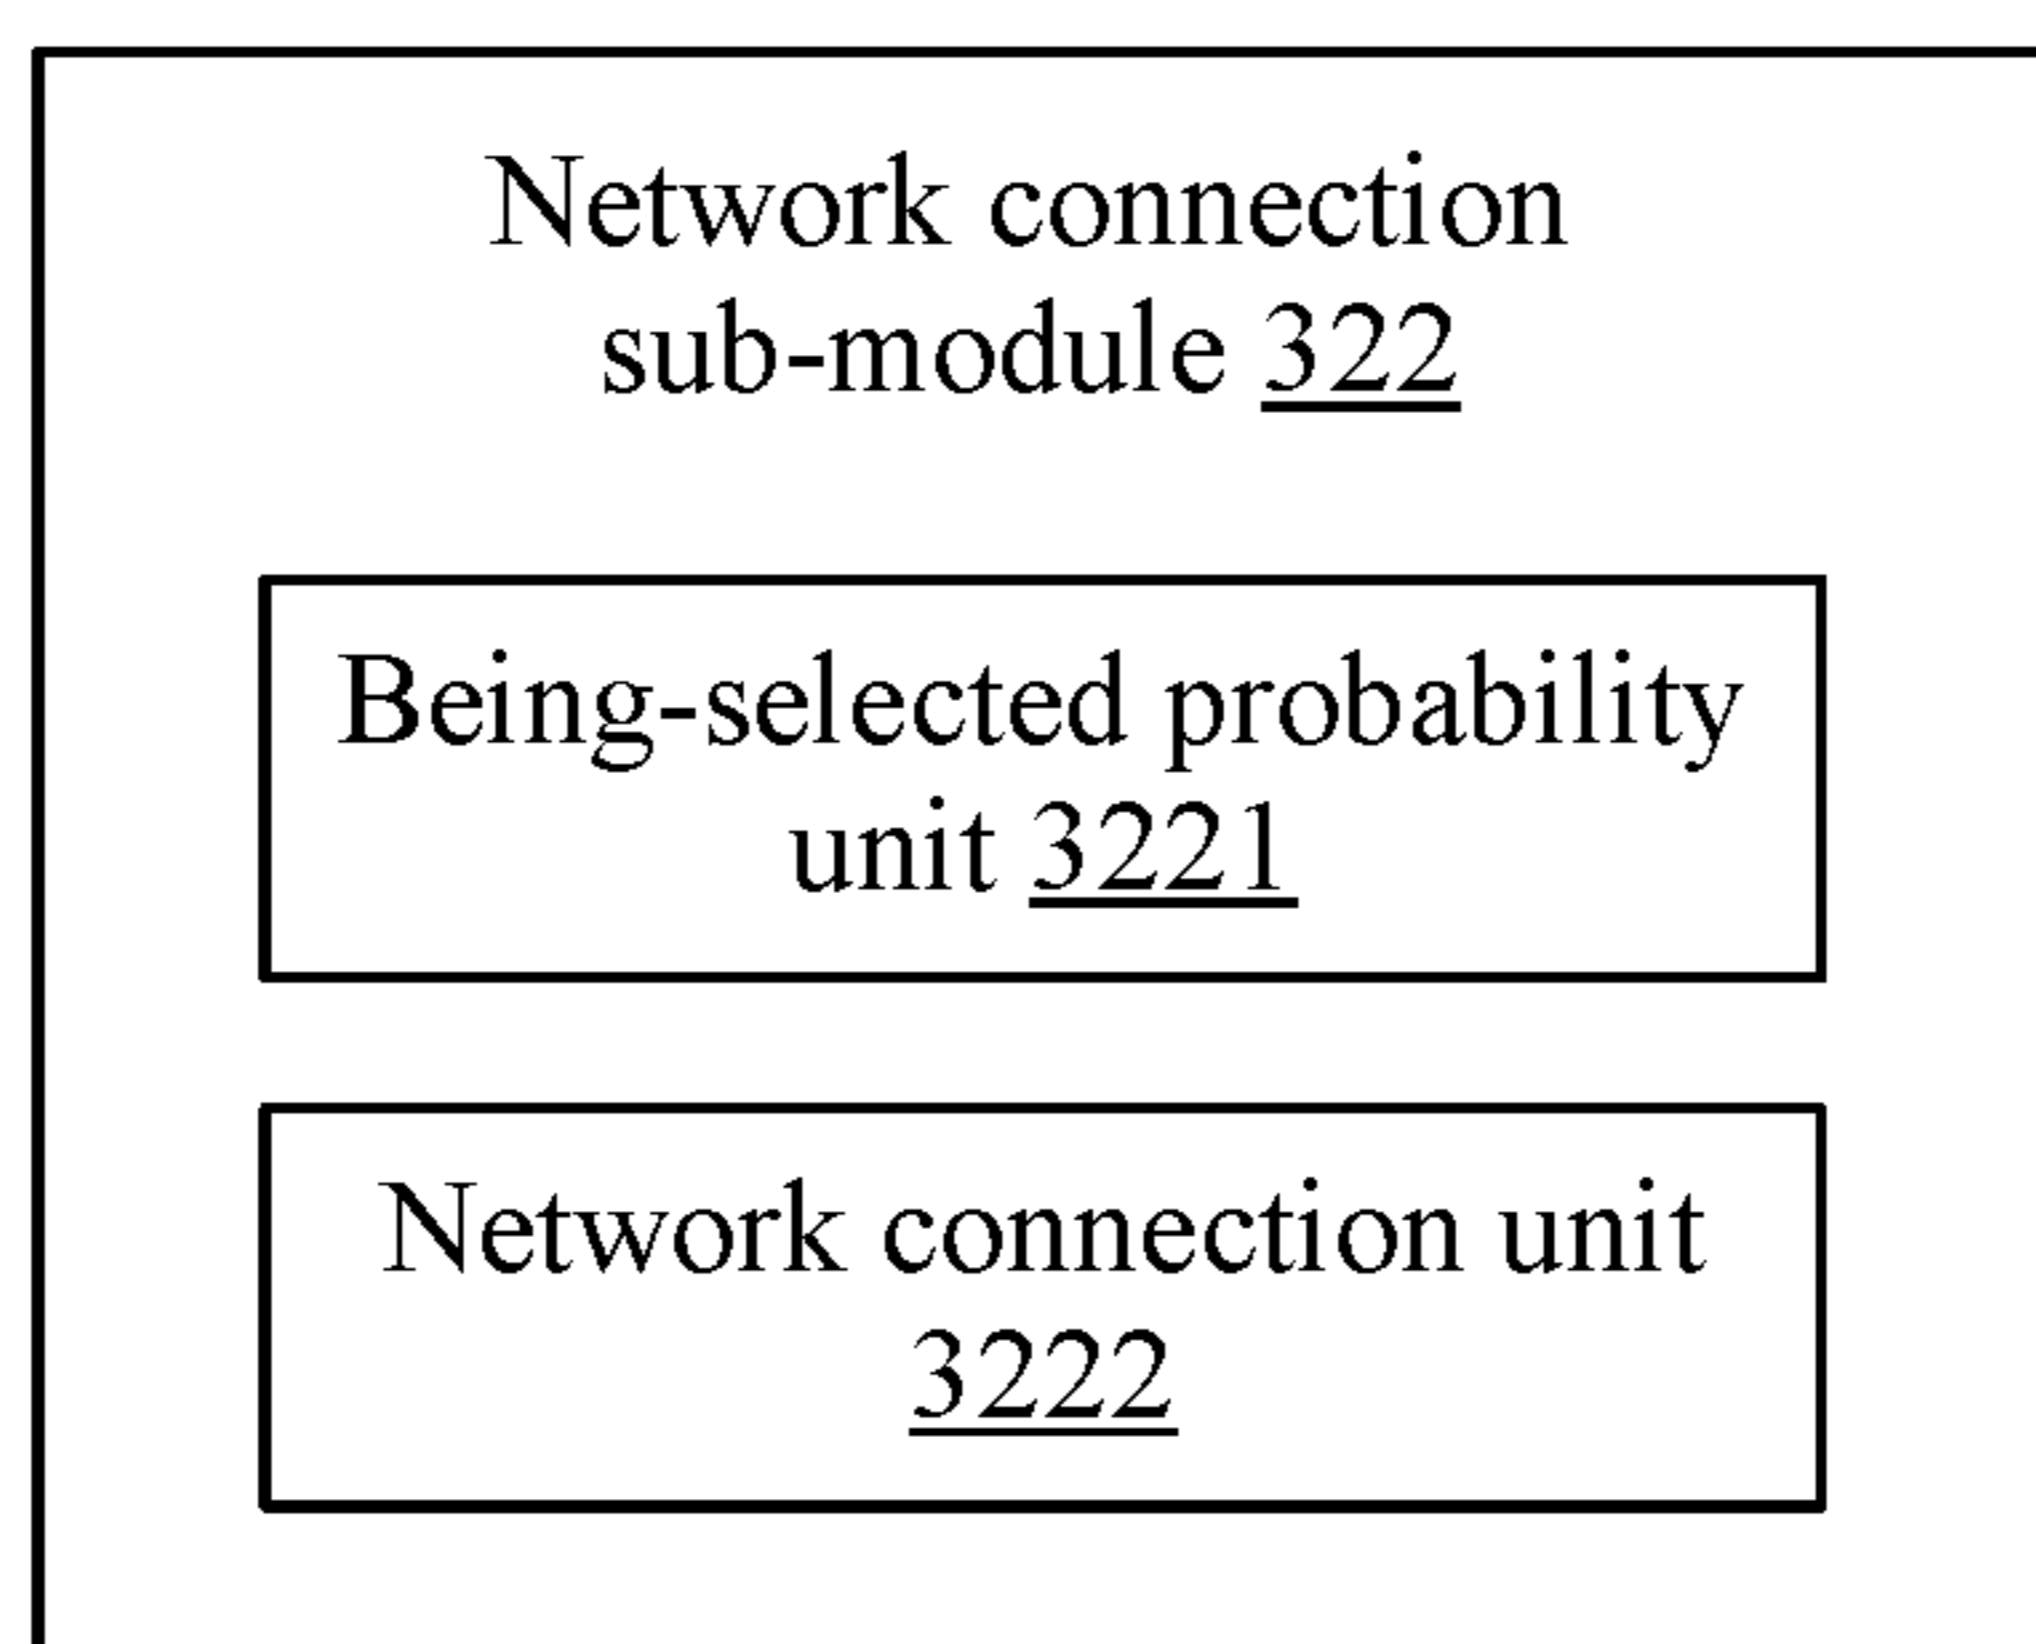 Network connection
sub-module 322
Being-selected probability
unit 3221
Network connection unit
3222